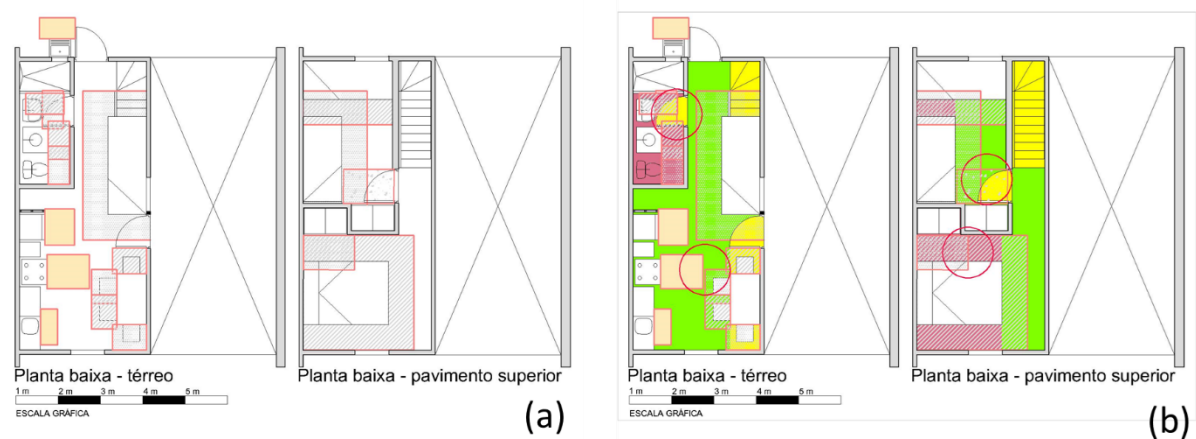 Planta baixa - térreo
Planta baixa - pavimento superior
1 m 2 m 3 m 4 m 5 m
ESCALA GRÁFICA
(a)
Planta baixa - térreo
Planta baixa - pavimento superior
1 m 2 m 3 m 4 m 5 m
ESCALA GRÁFICA
(b)